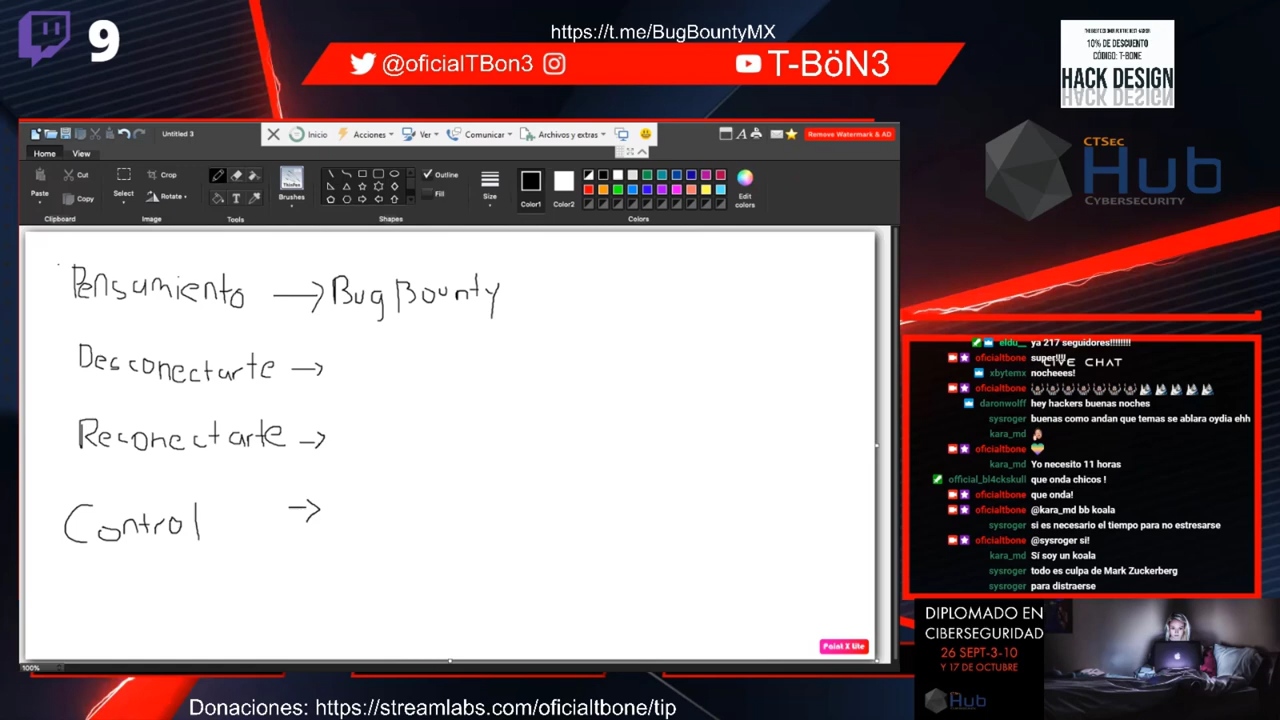 9
https://t.me/BugBountyMX
@oficialTBon3
T-BöN3
10% DE DESCUENTO
CÓDIGO: T-BONE
HACK DESIGN
CTSec
Hub
CYBERSECURITY
Untitled 3
Inicio
Acciones
Ver
Comunicar
Archivos y extras
Remove Watermark & AD
Home
View
Paste
Cut
Copy
Clipboard
Select
Crop
Rotate
Image
Tools
Brushes
Shapes
Outline
Fill
Size
Color1
Color2
Colors
Edit
colors
Pensamiento → Bug Bounty
Desconectarte →
Reconectarte →
Control →
Paint X Lite
100%
LIVE CHAT
eldu__ ya 217 seguidores!!!!!!!!
oficialtbone super!!!!
xbytemx nocheees!
oficialtbone
daronwolff hey hackers buenas noches
sysroger buenas como andan que temas se ablara oydia ehh
kara_md
oficialtbone
kara_md Yo necesito 11 horas
official_bl4ckskull que onda chicos !
oficialtbone que onda!
oficialtbone @kara_md bb koala
sysroger si es necesario el tiempo para no estresarse
oficialtbone @sysroger si!
kara_md Sí soy un koala
sysroger todo es culpa de Mark Zuckerberg
sysroger para distraerse
DIPLOMADO EN
CIBERSEGURIDAD
26 SEPT-3-10
Y 17 DE OCTUBRE
Hub
Donaciones: https://streamlabs.com/oficialtbone/tip